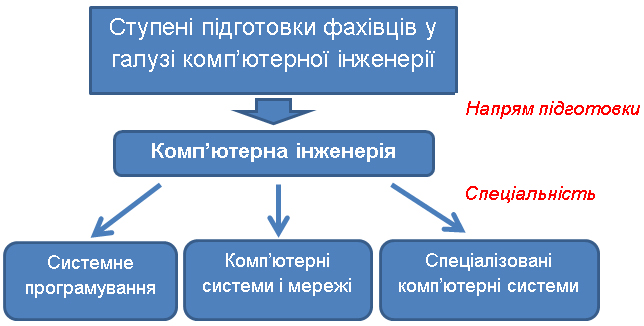 Ступені підготовки фахівців у
галузі комп’ютерної інженерії
Напрям підготовки
Комп’ютерна інженерія
Спеціальність
Системне
програмування
Комп’ютерні
системи і мережі
Спеціалізовані
комп’ютерні системи